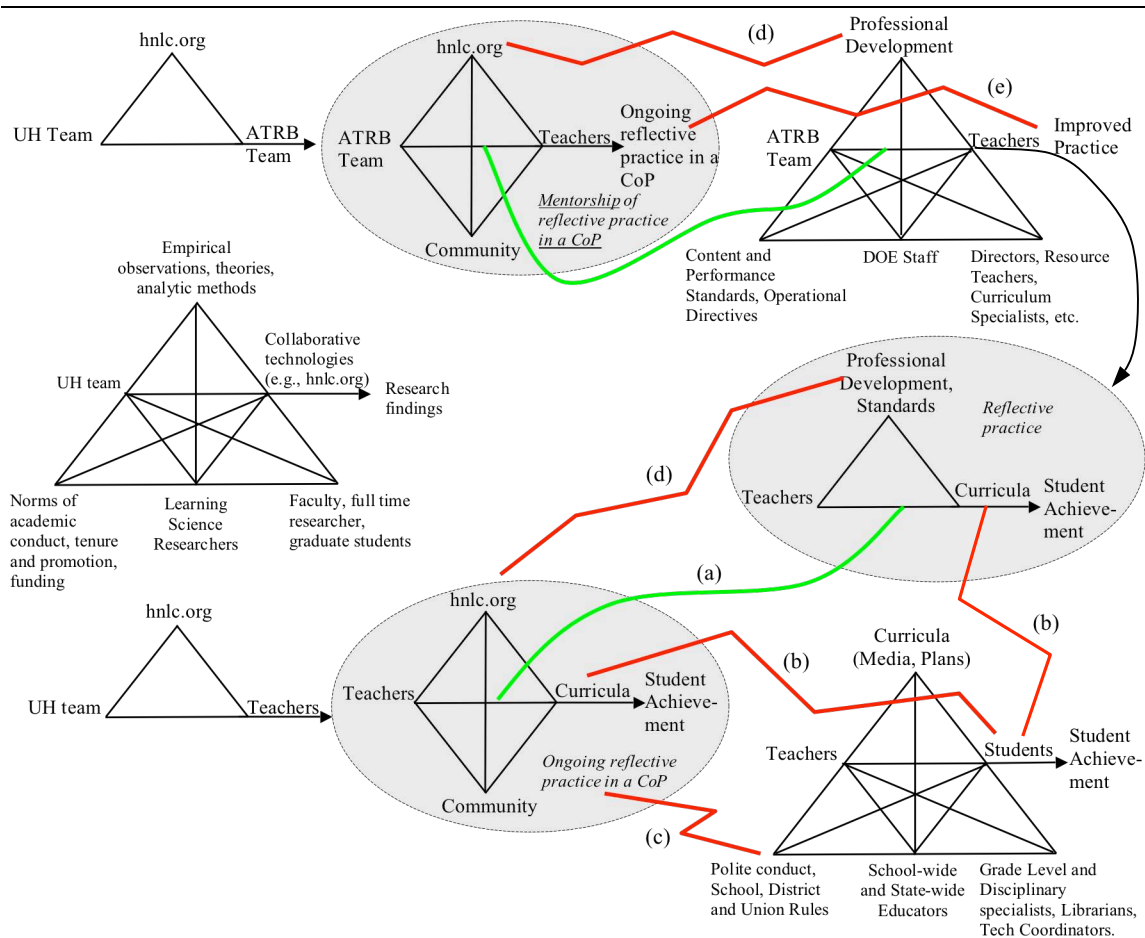 hnlc.org
UH Team
ATRB
Team
hnlc.org
ATRB
Team
Teachers
Ongoing
reflective
practice in a
CoP
Mentorship of
reflective practice
in a CoP
Community
(d)
Professional
Development
(e)
ATRB
Team
Teachers
Improved
Practice
Content and
Performance
Standards, Operational
Directives
DOE Staff
Directors, Resource
Teachers,
Curriculum
Specialists, etc.
Empirical
observations, theories,
analytic methods
UH team
Collaborative
technologies
(e.g., hnlc.org)
Research
findings
Norms of
academic
conduct, tenure
and promotion,
funding
Learning
Science
Researchers
Faculty, full time
researcher,
graduate students
Professional
Development,
Standards
Reflective
practice
Teachers
Curricula
Student
Achieve-
ment
(d)
(a)
(b)
hnlc.org
UH team
Teachers
hnlc.org
Teachers
Curricula
Student
Achieve-
ment
Ongoing reflective
practice in a CoP
Community
(b)
(c)
Curricula
(Media, Plans)
Teachers
Students
Student
Achieve-
ment
Polite conduct,
School, District
and Union Rules
School-wide
and State-wide
Educators
Grade Level and
Disciplinary
specialists, Librarians,
Tech Coordinators.